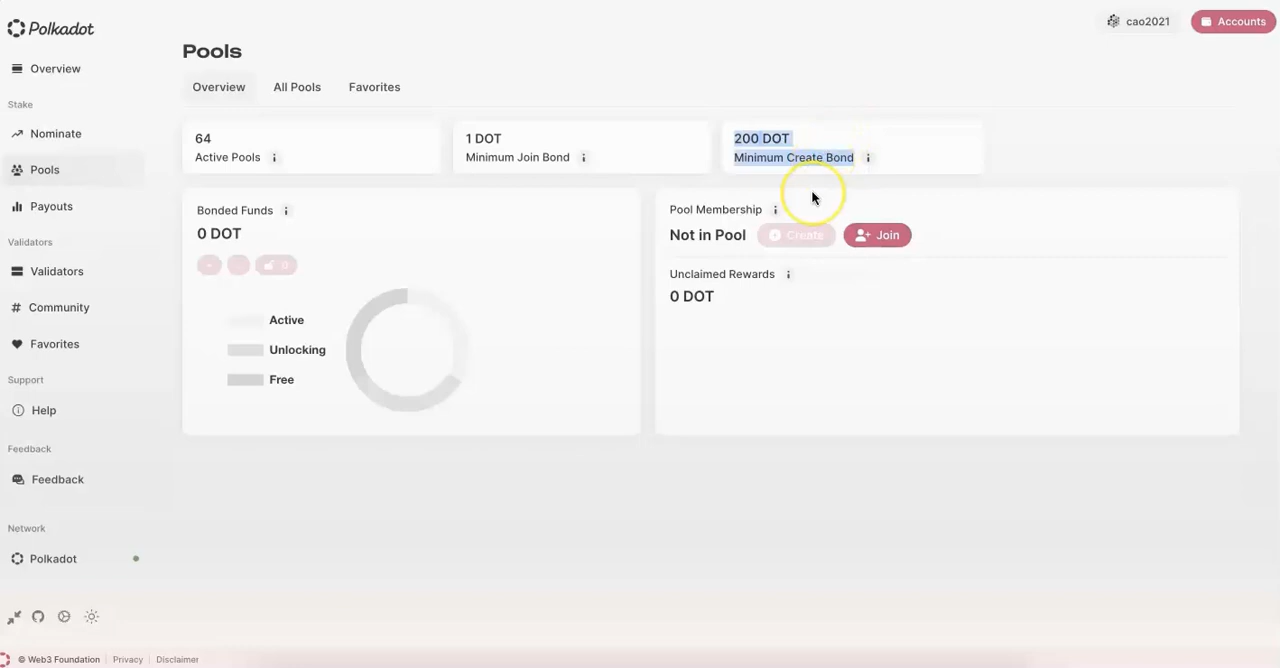 Polkadot
cao2021
Accounts
Pools
Overview
Stake
Nominate
Pools
Payouts
Validators
Validators
Community
Favorites
Support
Help
Feedback
Feedback
Network
Polkadot
Overview All Pools Favorites
64
Active Pools
1 DOT
Minimum Join Bond
200 DOT
Minimum Create Bond
Bonded Funds
0 DOT
0
Active
Unlocking
Free
Pool Membership
Not in Pool Create Join
Unclaimed Rewards
0 DOT
© Web3 Foundation Privacy Disclaimer